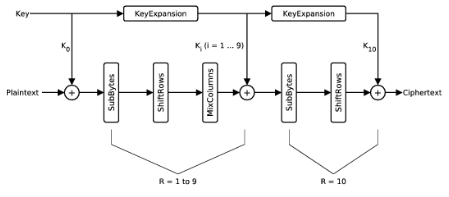 Key
KeyExpansion
KeyExpansion
K0
Ki (i = 1 ... 9)
K10
Plaintext
+
SubBytes
ShiftRows
MixColumns
+
SubBytes
ShiftRows
+
Ciphertext
R = 1 to 9
R = 10